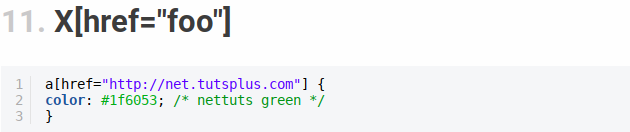 11. X[href="foo"]
1 a[href="http://net.tutsplus.com"] {
2 color: #1f6053; /* nettuts green */
3 }